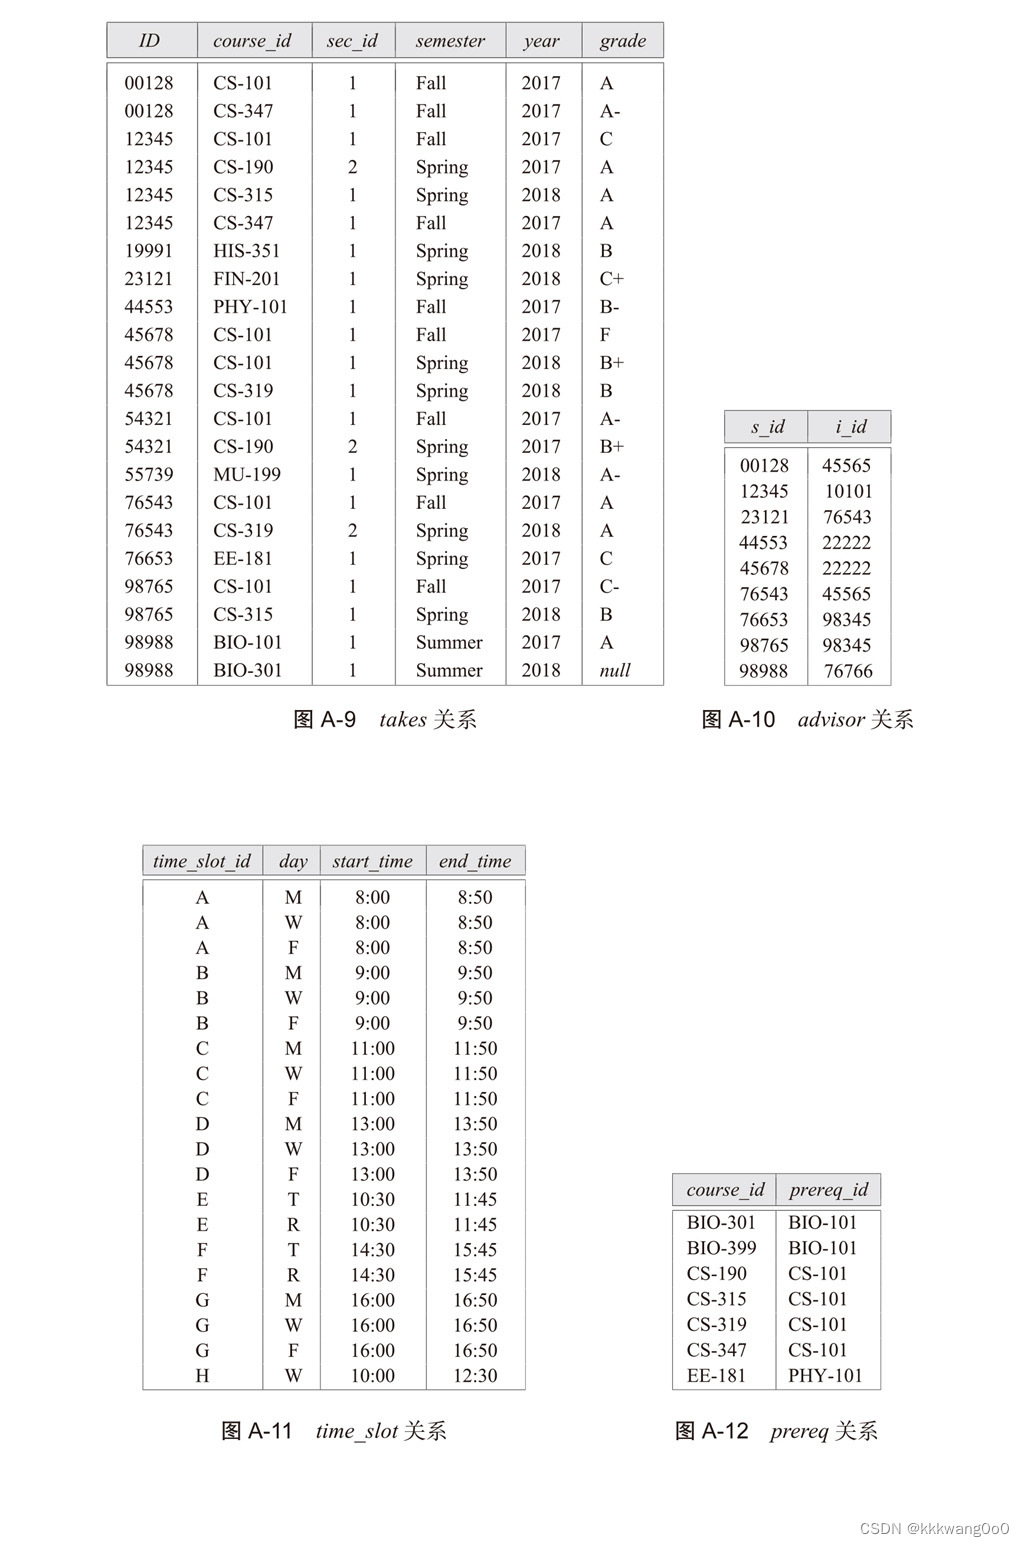 ID course_id sec_id semester year grade
00128 CS-101 1 Fall 2017 A
00128 CS-347 1 Fall 2017 A-
12345 CS-101 1 Fall 2017 C
12345 CS-190 2 Spring 2017 A
12345 CS-315 1 Spring 2018 A
12345 CS-347 1 Fall 2017 A
19991 HIS-351 1 Spring 2018 B
23121 FIN-201 1 Spring 2018 C+
44553 PHY-101 1 Fall 2017 B-
45678 CS-101 1 Fall 2017 F
45678 CS-101 1 Spring 2018 B+
45678 CS-319 1 Spring 2018 B
54321 CS-101 1 Fall 2017 A-
54321 CS-190 2 Spring 2017 B+
55739 MU-199 1 Spring 2018 A-
76543 CS-101 1 Fall 2017 A
76543 CS-319 2 Spring 2018 A
76653 EE-181 1 Spring 2017 C
98765 CS-101 1 Fall 2017 C-
98765 CS-315 1 Spring 2018 B
98988 BIO-101 1 Summer 2017 A
98988 BIO-301 1 Summer 2018 null
图 A-9 takes 关系
s_id i_id
00128 45565
12345 10101
23121 76543
44553 22222
45678 22222
76543 45565
76653 98345
98765 98345
98988 76766
图 A-10 advisor 关系
time_slot_id day start_time end_time
A M 8:00 8:50
A W 8:00 8:50
A F 8:00 8:50
B M 9:00 9:50
B W 9:00 9:50
B F 9:00 9:50
C M 11:00 11:50
C W 11:00 11:50
C F 11:00 11:50
D M 13:00 13:50
D W 13:00 13:50
D F 13:00 13:50
E T 10:30 11:45
E R 10:30 11:45
F T 14:30 15:45
F R 14:30 15:45
G M 16:00 16:50
G W 16:00 16:50
G F 16:00 16:50
H W 10:00 12:30
图 A-11 time_slot 关系
course_id prereq_id
BIO-301 BIO-101
BIO-399 BIO-101
CS-190 CS-101
CS-315 CS-101
CS-319 CS-101
CS-347 CS-101
EE-181 PHY-101
图 A-12 prereq 关系
CSDN @kkkwang0o0